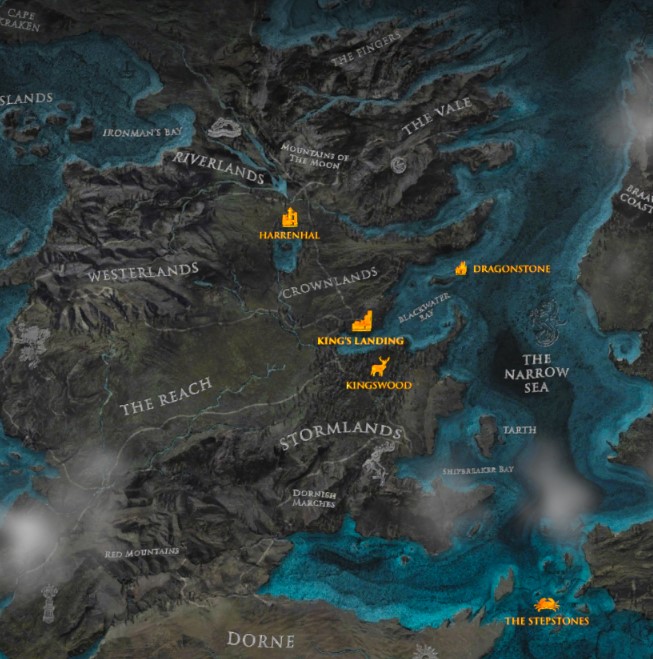 CAPE
KRAKEN
THE FINGERS
SLANDS
IRONMAN'S BAY
THE VALE
MOUNTAINS OF
THE MOON
RIVERLANDS
HARRENHAL
WESTERLANDS
CROWNLANDS
DRAGONSTONE
BLACKWATER
BAY
KING'S LANDING
THE
NARROW
SEA
KINGSWOOD
THE REACH
STORMLANDS
TARTH
SHIPBREAKER BAY
DORNISH
MARCHES
RED MOUNTAINS
THE STEPSTONES
DORNE